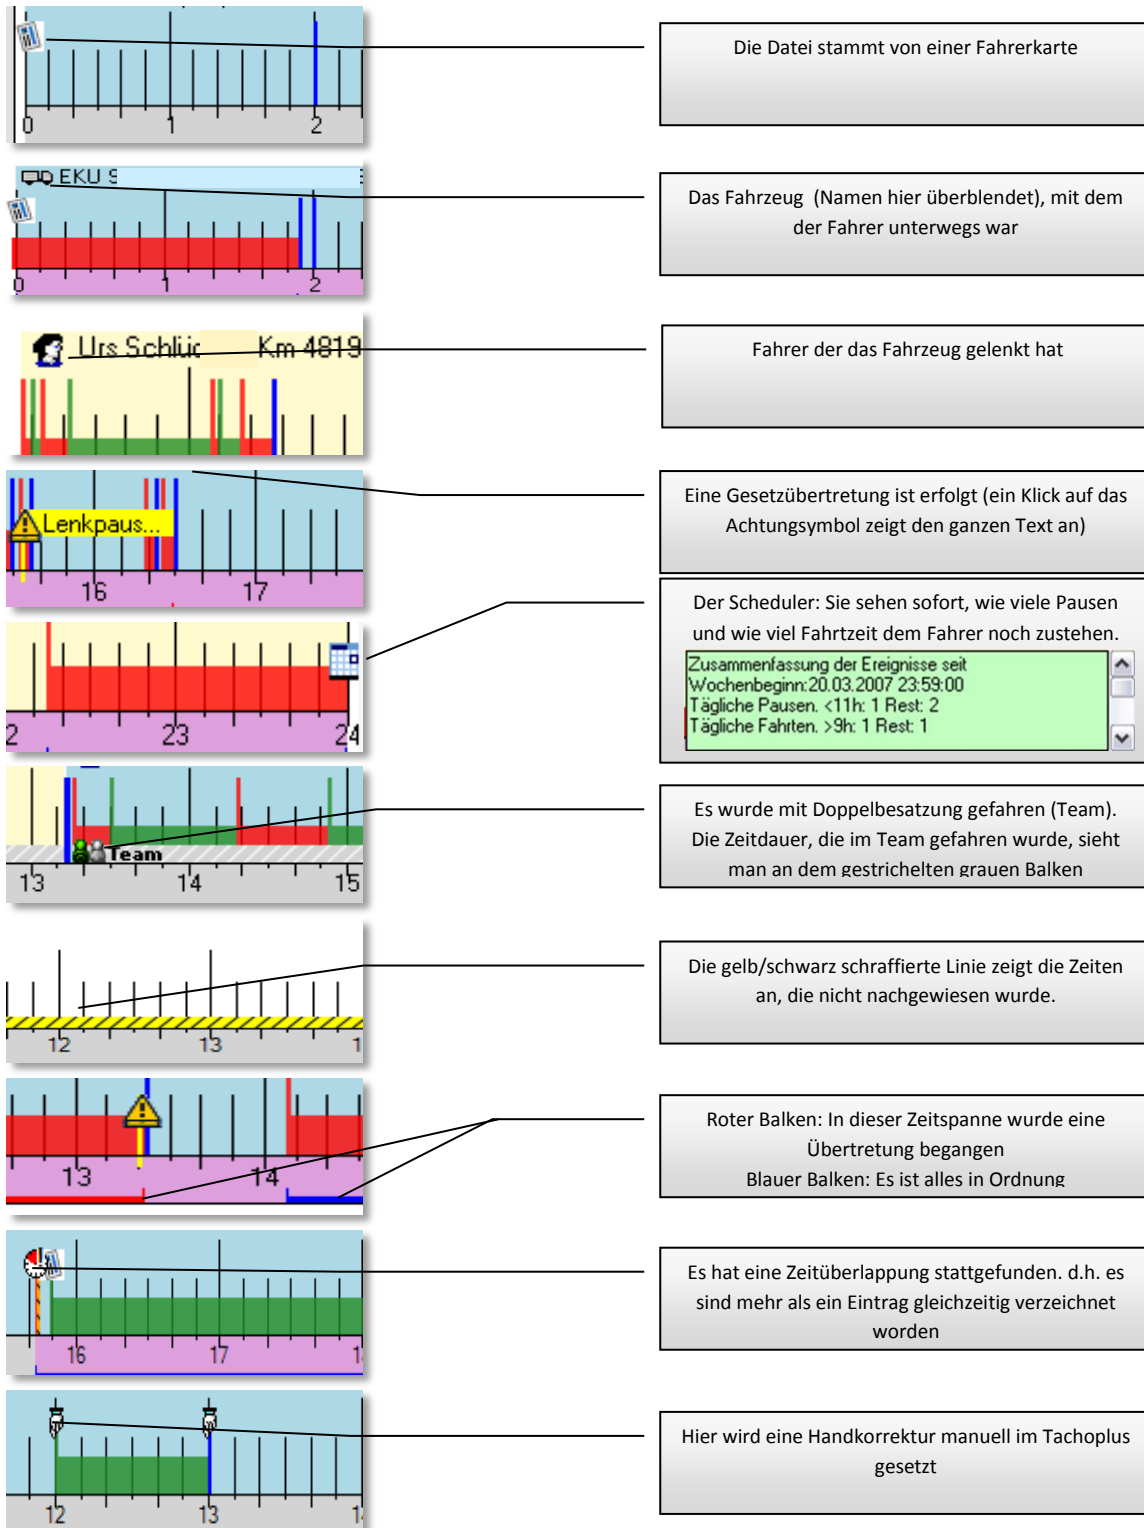 Die Datei stammt von einer Fahrerkarte
0 1 2
EKU S
Das Fahrzeug (Namen hier überblendet), mit dem
der Fahrer unterwegs war
0 1 2
Urs Schlüc Km 4819
Fahrer der das Fahrzeug gelenkt hat
Eine Gesetzübertretung ist erfolgt (ein Klick auf das
Achtungsymbol zeigt den ganzen Text an)
Lenkpaus...
16 17
Der Scheduler: Sie sehen sofort, wie viele Pausen
und wie viel Fahrtzeit dem Fahrer noch zustehen.
Zusammenfassung der Ereignisse seit
Wochenbeginn:20.03.2007 23:59:00
Tägliche Pausen. <11h: 1 Rest: 2
Tägliche Fahrten. >9h: 1 Rest: 1
2 23 24
Es wurde mit Doppelbesatzung gefahren (Team).
Die Zeitdauer, die im Team gefahren wurde, sieht
man an dem gestrichelten grauen Balken
Team
13 14 15
Die gelb/schwarz schraffierte Linie zeigt die Zeiten
an, die nicht nachgewiesen wurde.
12 13 1
Roter Balken: In dieser Zeitspanne wurde eine
Übertretung begangen
Blauer Balken: Es ist alles in Ordnung
13 14
Es hat eine Zeitüberlappung stattgefunden. d.h. es
sind mehr als ein Eintrag gleichzeitig verzeichnet
worden
16 17 1
Hier wird eine Handkorrektur manuell im Tachoplus
gesetzt
12 13 1